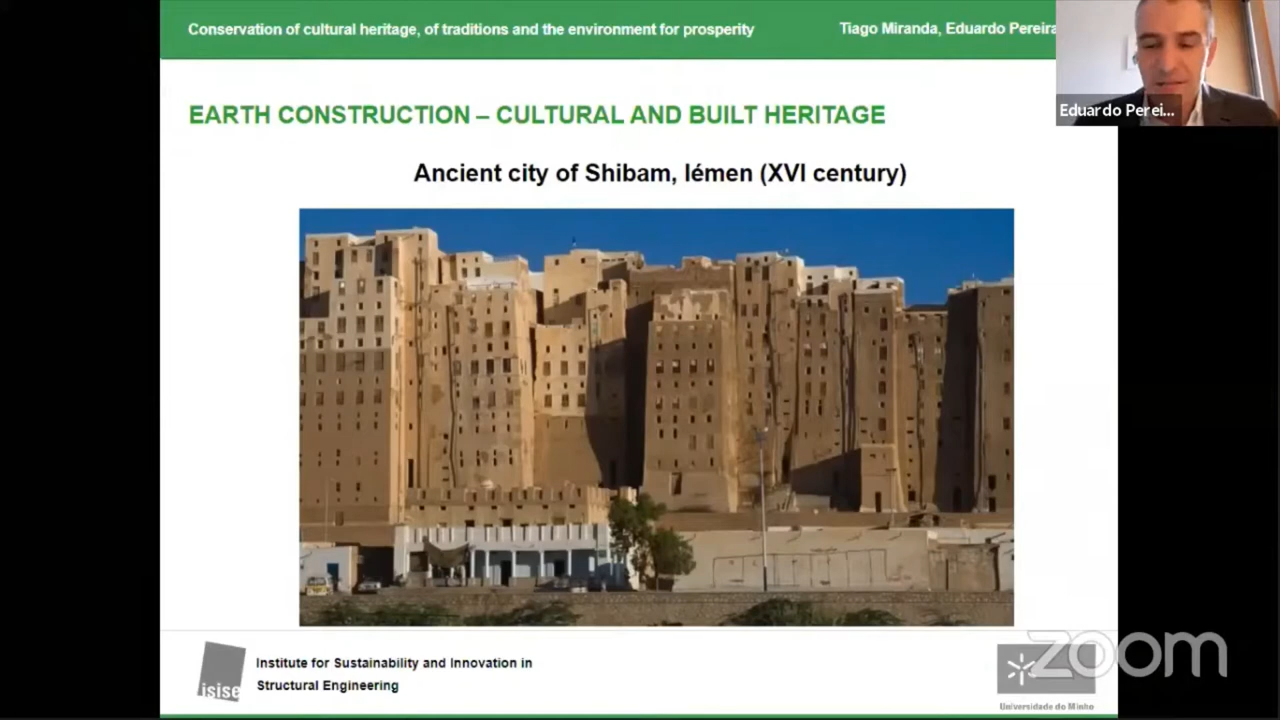 Conservation of cultural heritage, of traditions and the environment for prosperity
Tiago Miranda, Eduardo Pereira
Eduardo Perei...
EARTH CONSTRUCTION – CULTURAL AND BUILT HERITAGE
Ancient city of Shibam, Iémen (XVI century)
isise
Institute for Sustainability and Innovation in
Structural Engineering
zoom
Universidade do Minho